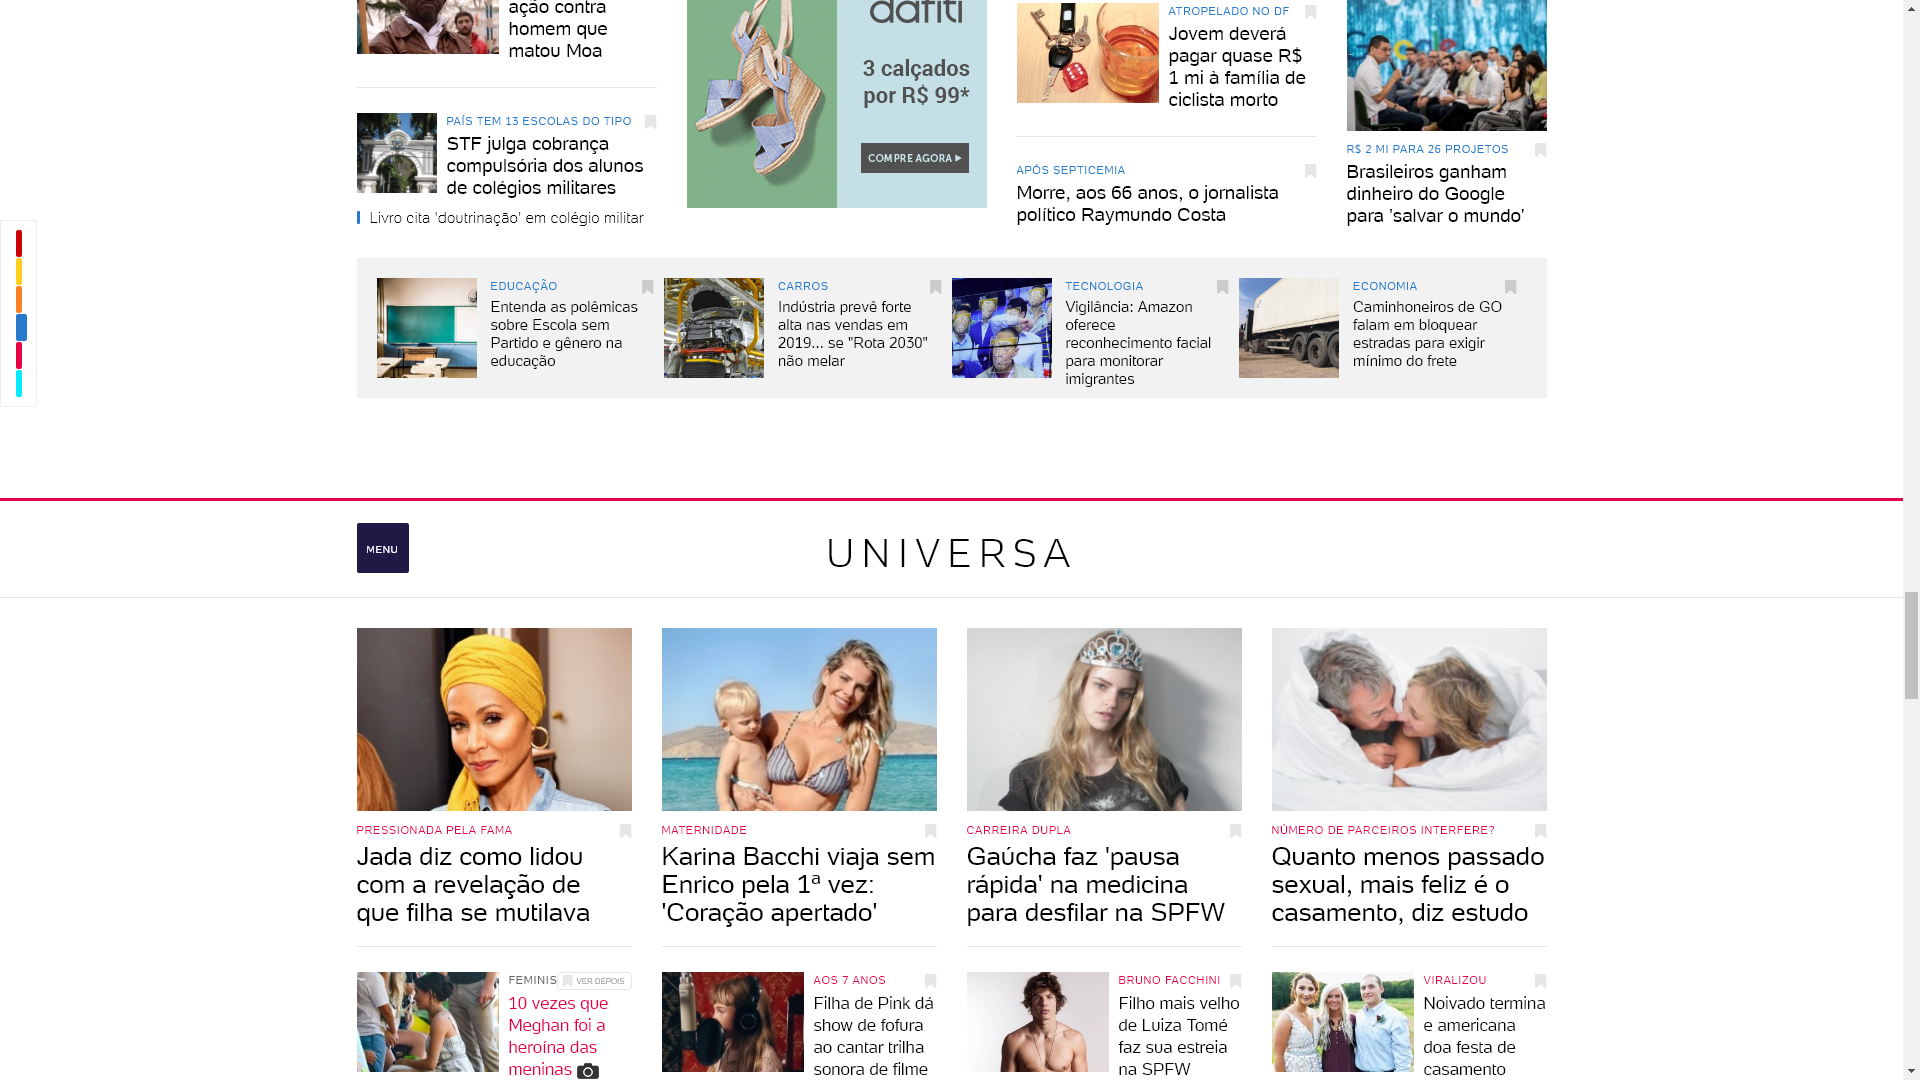 ação contra
homem que
matou Moa
PAÍS TEM 13 ESCOLAS DO TIPO
STF julga cobrança
compulsória dos alunos
de colégios militares
Livro cita 'doutrinação' em colégio militar
dafiti
3 calçados
por R$ 99*
COMPRE AGORA
ATROPELADO NO DF
Jovem deverá
pagar quase R$
1 mi à família de
ciclista morto
APÓS SEPTICEMIA
Morre, aos 66 anos, o jornalista
político Raymundo Costa
Google
R$ 2 MI PARA 26 PROJETOS
Brasileiros ganham
dinheiro do Google
para 'salvar o mundo'
EDUCAÇÃO
Entenda as polêmicas
sobre Escola sem
Partido e gênero na
educação
CARROS
Indústria prevê forte
alta nas vendas em
2019... se "Rota 2030"
não melar
TECNOLOGIA
Vigilância: Amazon
oferece
reconhecimento facial
para monitorar
imigrantes
ECONOMIA
Caminhoneiros de GO
falam em bloquear
estradas para exigir
mínimo do frete
MENU
UNIVERSA
PRESSIONADA PELA FAMA
Jada diz como lidou
com a revelação de
que filha se mutilava
MATERNIDADE
Karina Bacchi viaja sem
Enrico pela 1ª vez:
'Coração apertado'
CARREIRA DUPLA
Gaúcha faz 'pausa
rápida' na medicina
para desfilar na SPFW
NÚMERO DE PARCEIROS INTERFERE?
Quanto menos passado
sexual, mais feliz é o
casamento, diz estudo
FEMINIS
VER DEPOIS
10 vezes que
Meghan foi a
heroína das
meninas
AOS 7 ANOS
Filha de Pink dá
show de fofura
ao cantar trilha
sonora de filme
BRUNO FACCHINI
Filho mais velho
de Luiza Tomé
faz sua estreia
na SPFW
VIRALIZOU
Noivado termina
e americana
doa festa de
casamento